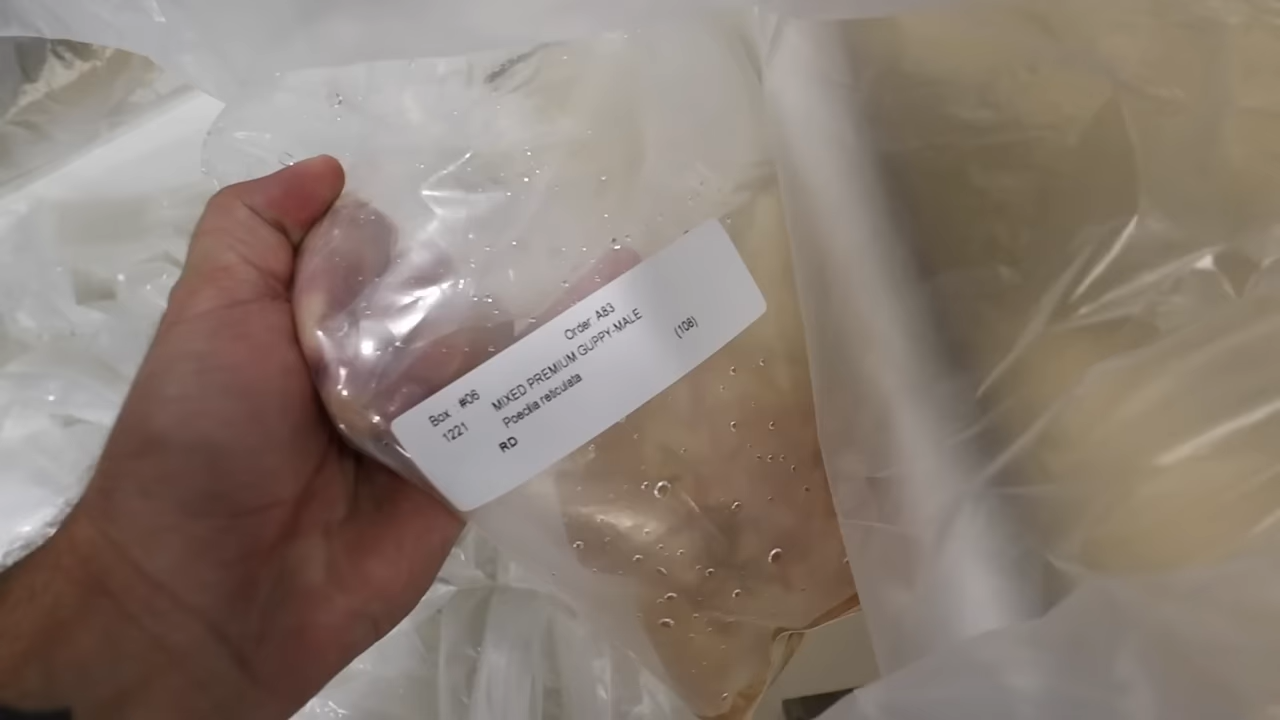 Order A83
Box #06 MIXED PREMIUM GUPPY-MALE (108)
1221 Poecilia reticulata
RD